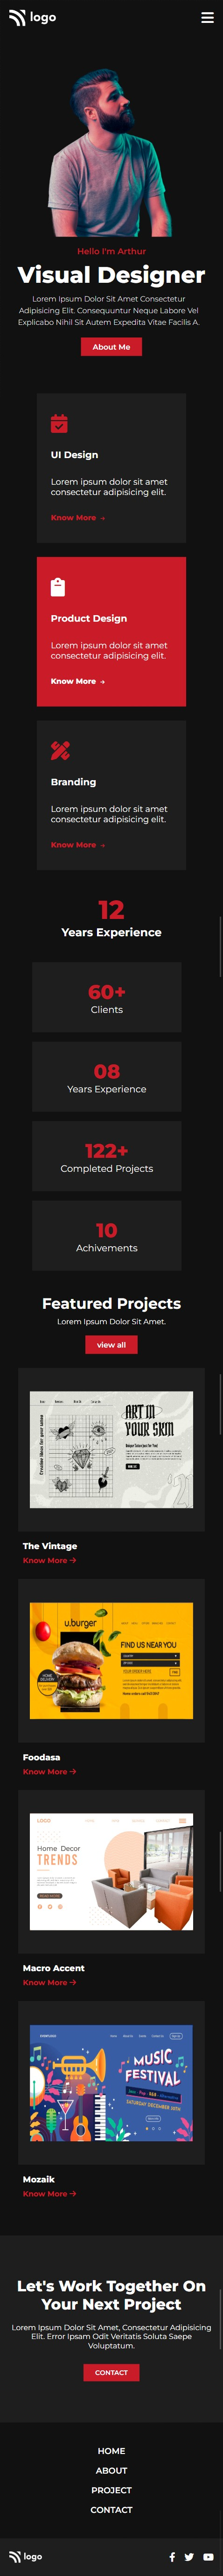 logo
Hello I'm Arthur
Visual Designer
Lorem Ipsum Dolor Sit Amet Consectetur
Adipisicing Elit. Consequuntur Neque Labore Vel
Explicabo Nihil Sit Autem Expedita Vitae Facilis A.
About Me
UI Design
Lorem ipsum dolor sit amet
consectetur adipisicing elit.
Know More →
Product Design
Lorem ipsum dolor sit amet
consectetur adipisicing elit.
Know More →
Branding
Lorem ipsum dolor sit amet
consectetur adipisicing elit.
Know More →
12
Years Experience
60+
Clients
08
Years Experience
122+
Completed Projects
10
Achivements
Featured Projects
Lorem Ipsum Dolor Sit Amet.
view all
ART IN
YOUR SKIN
The Vintage
Know More →
u.burger
FIND US NEAR YOU
YOUR ORDER HERE
HOME
DELIVERY
Foodasa
Know More →
LOGO
Home Decor
TRENDS
Macro Accent
Know More →
MUSIC
FESTIVAL
Mozaik
Know More →
Let's Work Together On
Your Next Project
Lorem Ipsum Dolor Sit Amet, Consectetur Adipisicing
Elit. Error Ipsam Odit Veritatis Soluta Saepe
Voluptatum.
CONTACT
HOME
ABOUT
PROJECT
CONTACT
logo